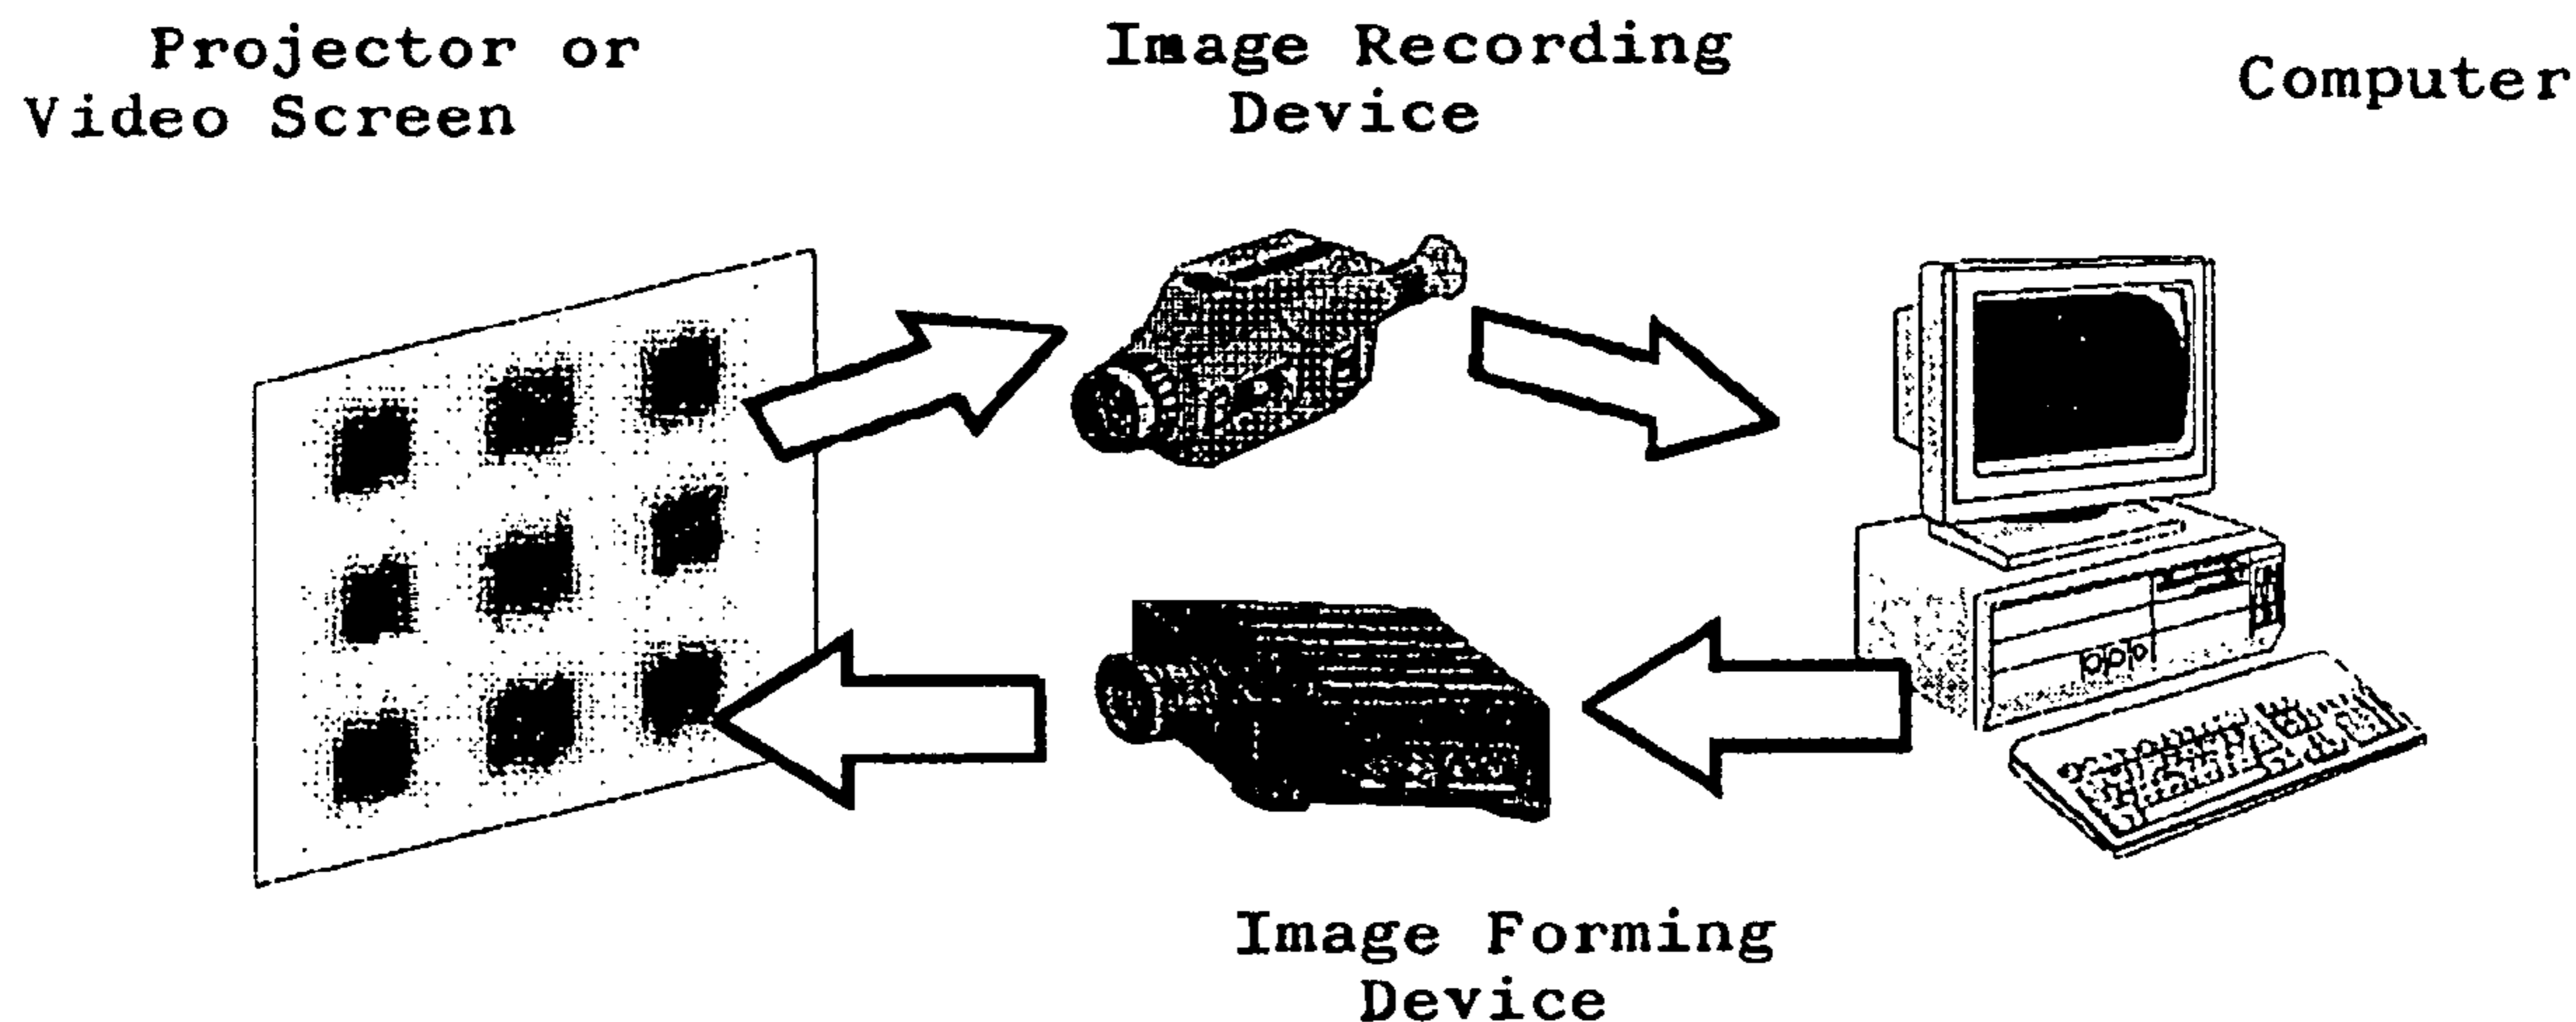 Projector or
Video Screen
Image Recording
Device
Computer
Image Forming
Device